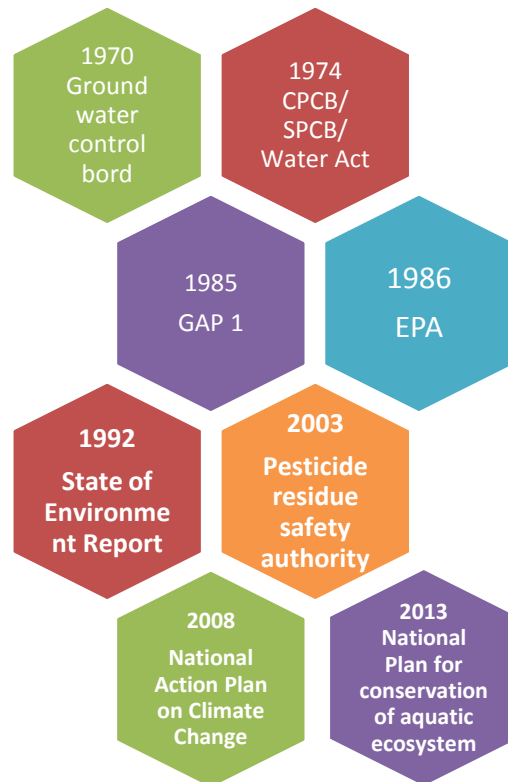 1970
Ground
water
control
bord
1974
CPCB/
SPCB/
Water Act
1985
GAP 1
1986
EPA
1992
State of
Environme
nt Report
2003
Pesticide
residue
safety
authority
2008
National
Action Plan
on Climate
Change
2013
National
Plan for
conservation
of aquatic
ecosystem